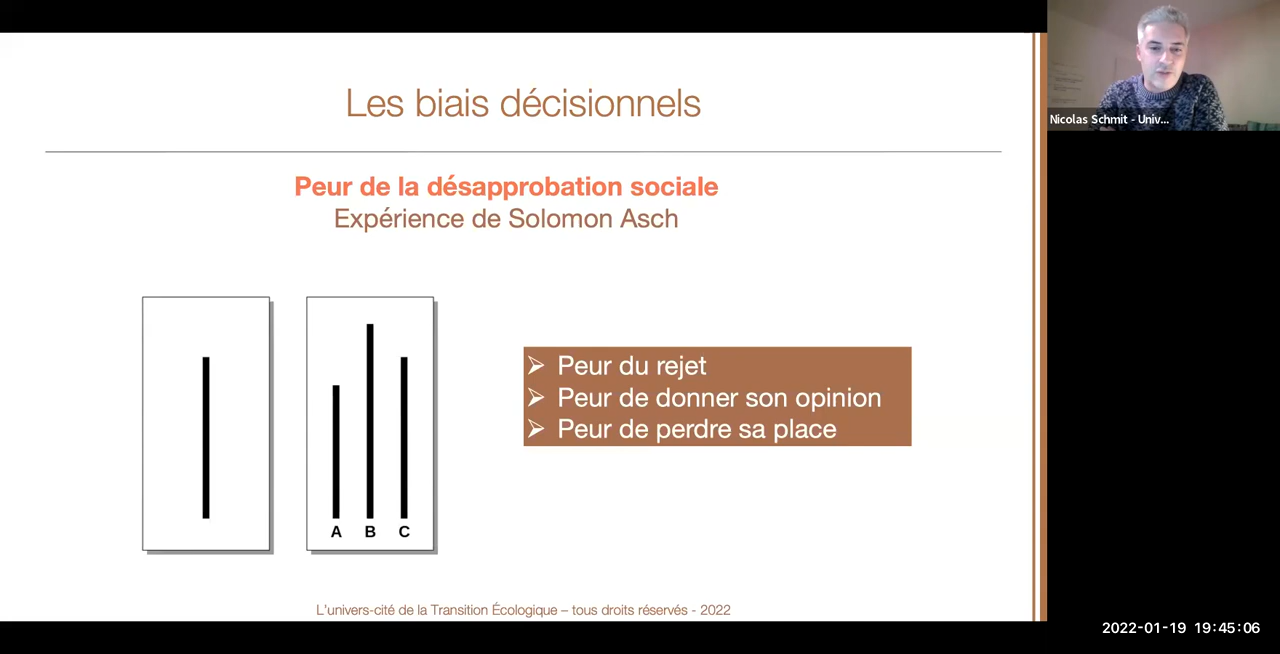 Les biais décisionnels
Peur de la désapprobation sociale
Expérience de Solomon Asch
➢ Peur du rejet
➢ Peur de donner son opinion
➢ Peur de perdre sa place
A B C
L'univers-cité de la Transition Écologique – tous droits réservés - 2022
Nicolas Schmit - Univ...
2022-01-19 19:45:06